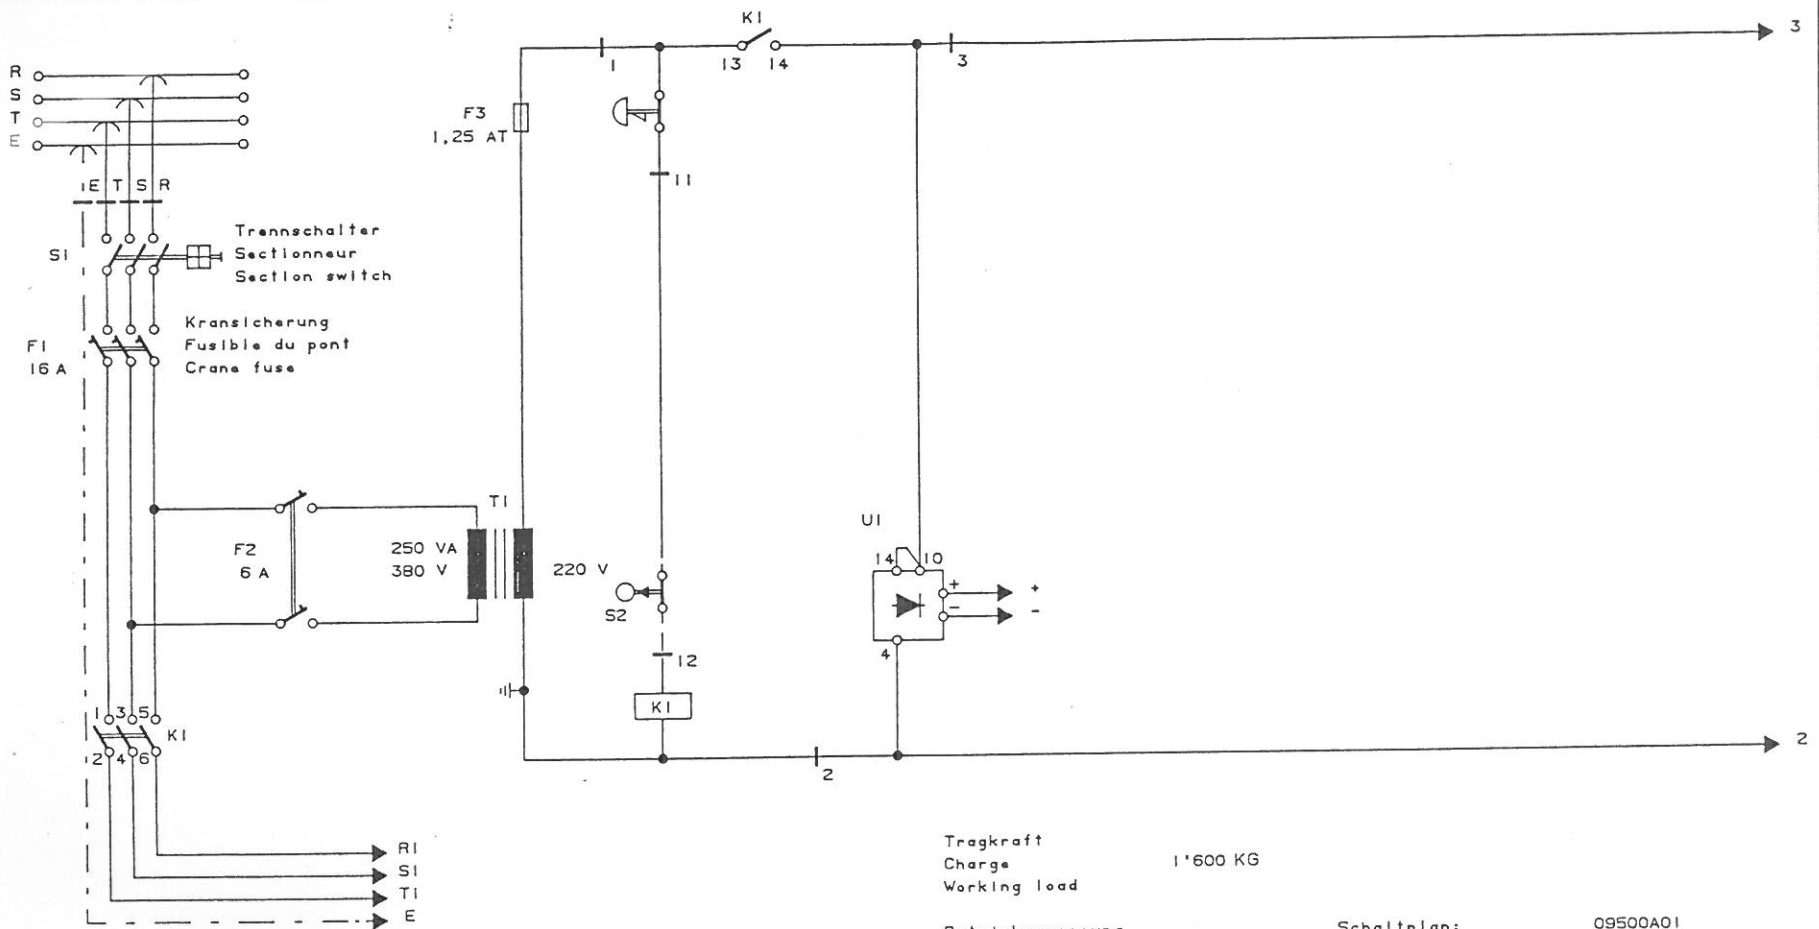 R
S
T
E
E T S R
S1
Trennschalter
Sectionneur
Section switch
F1
16 A
Kransicherung
Fusible du pont
Crane fuse
F2
6 A
250 VA
380 V
T1
220 V
F3
1,25 AT
1
K1
13 14
3
3
11
S2
12
K1
U1
14 10
+
-
+
-
4
2
2
1 3 5
K1
2 4 6
R1
S1
T1
E
Tragkraft
Charge
Working load
1'600 KG
Schaltplan:
09500A01